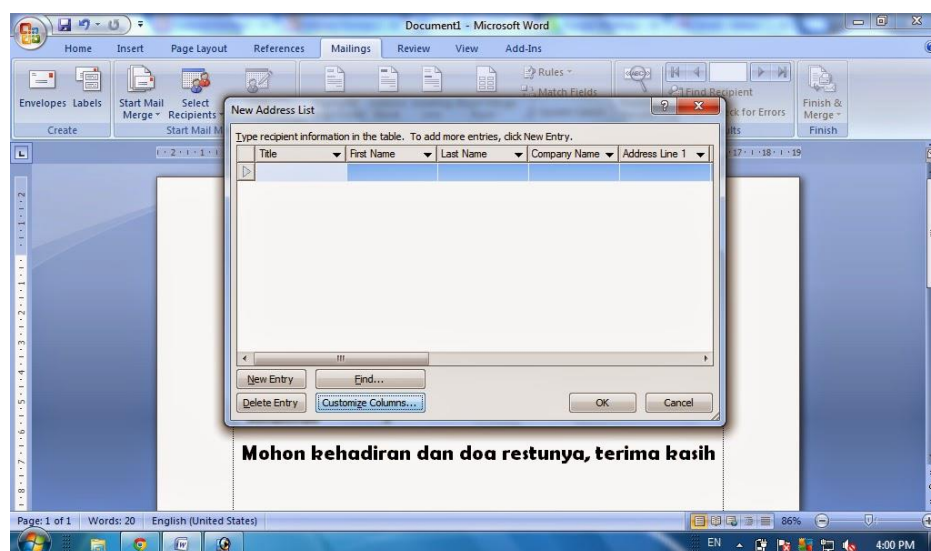 Document1 - Microsoft Word
Home Insert Page Layout References Mailings Review View Add-Ins
Envelopes Labels
Create
Start Mail Merge
Select Recipients
Start Mail M
Rules
Match Fields
Find Recipient
ck for Errors
Finish & Merge
Finish
New Address List
Type recipient information in the table. To add more entries, click New Entry.
Title First Name Last Name Company Name Address Line 1
New Entry Find...
Delete Entry Customize Columns... OK Cancel
Mohon kehadiran dan doa restunya, terima kasih
Page: 1 of 1 Words: 20 English (United States) 86%
EN 4:00 PM